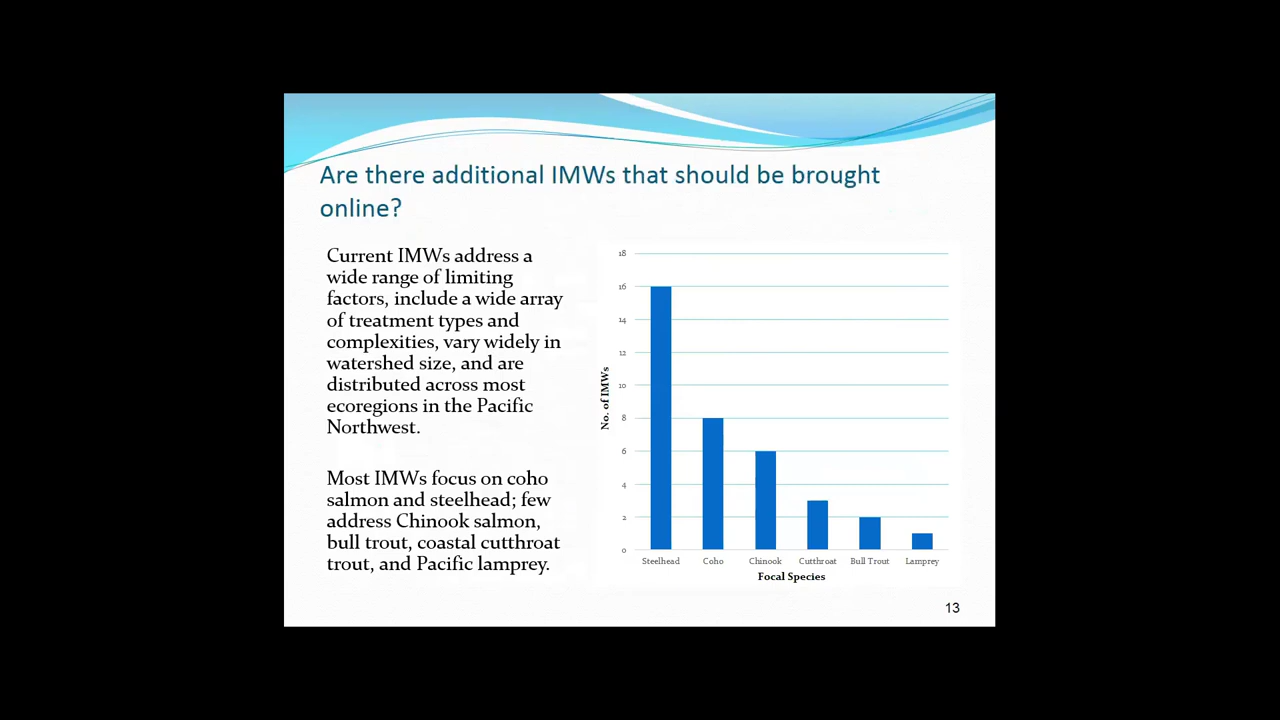 Are there additional IMWs that should be brought
online?
Current IMWs address a
wide range of limiting
factors, include a wide array
of treatment types and
complexities, vary widely in
watershed size, and are
distributed across most
ecoregions in the Pacific
Northwest.
Most IMWs focus on coho
salmon and steelhead; few
address Chinook salmon,
bull trout, coastal cutthroat
trout, and Pacific lamprey.
No. of IMWs
18
16
14
12
10
8
6
4
2
0
Steelhead Coho Chinook Cutthroat Bull Trout Lamprey
Focal Species
13